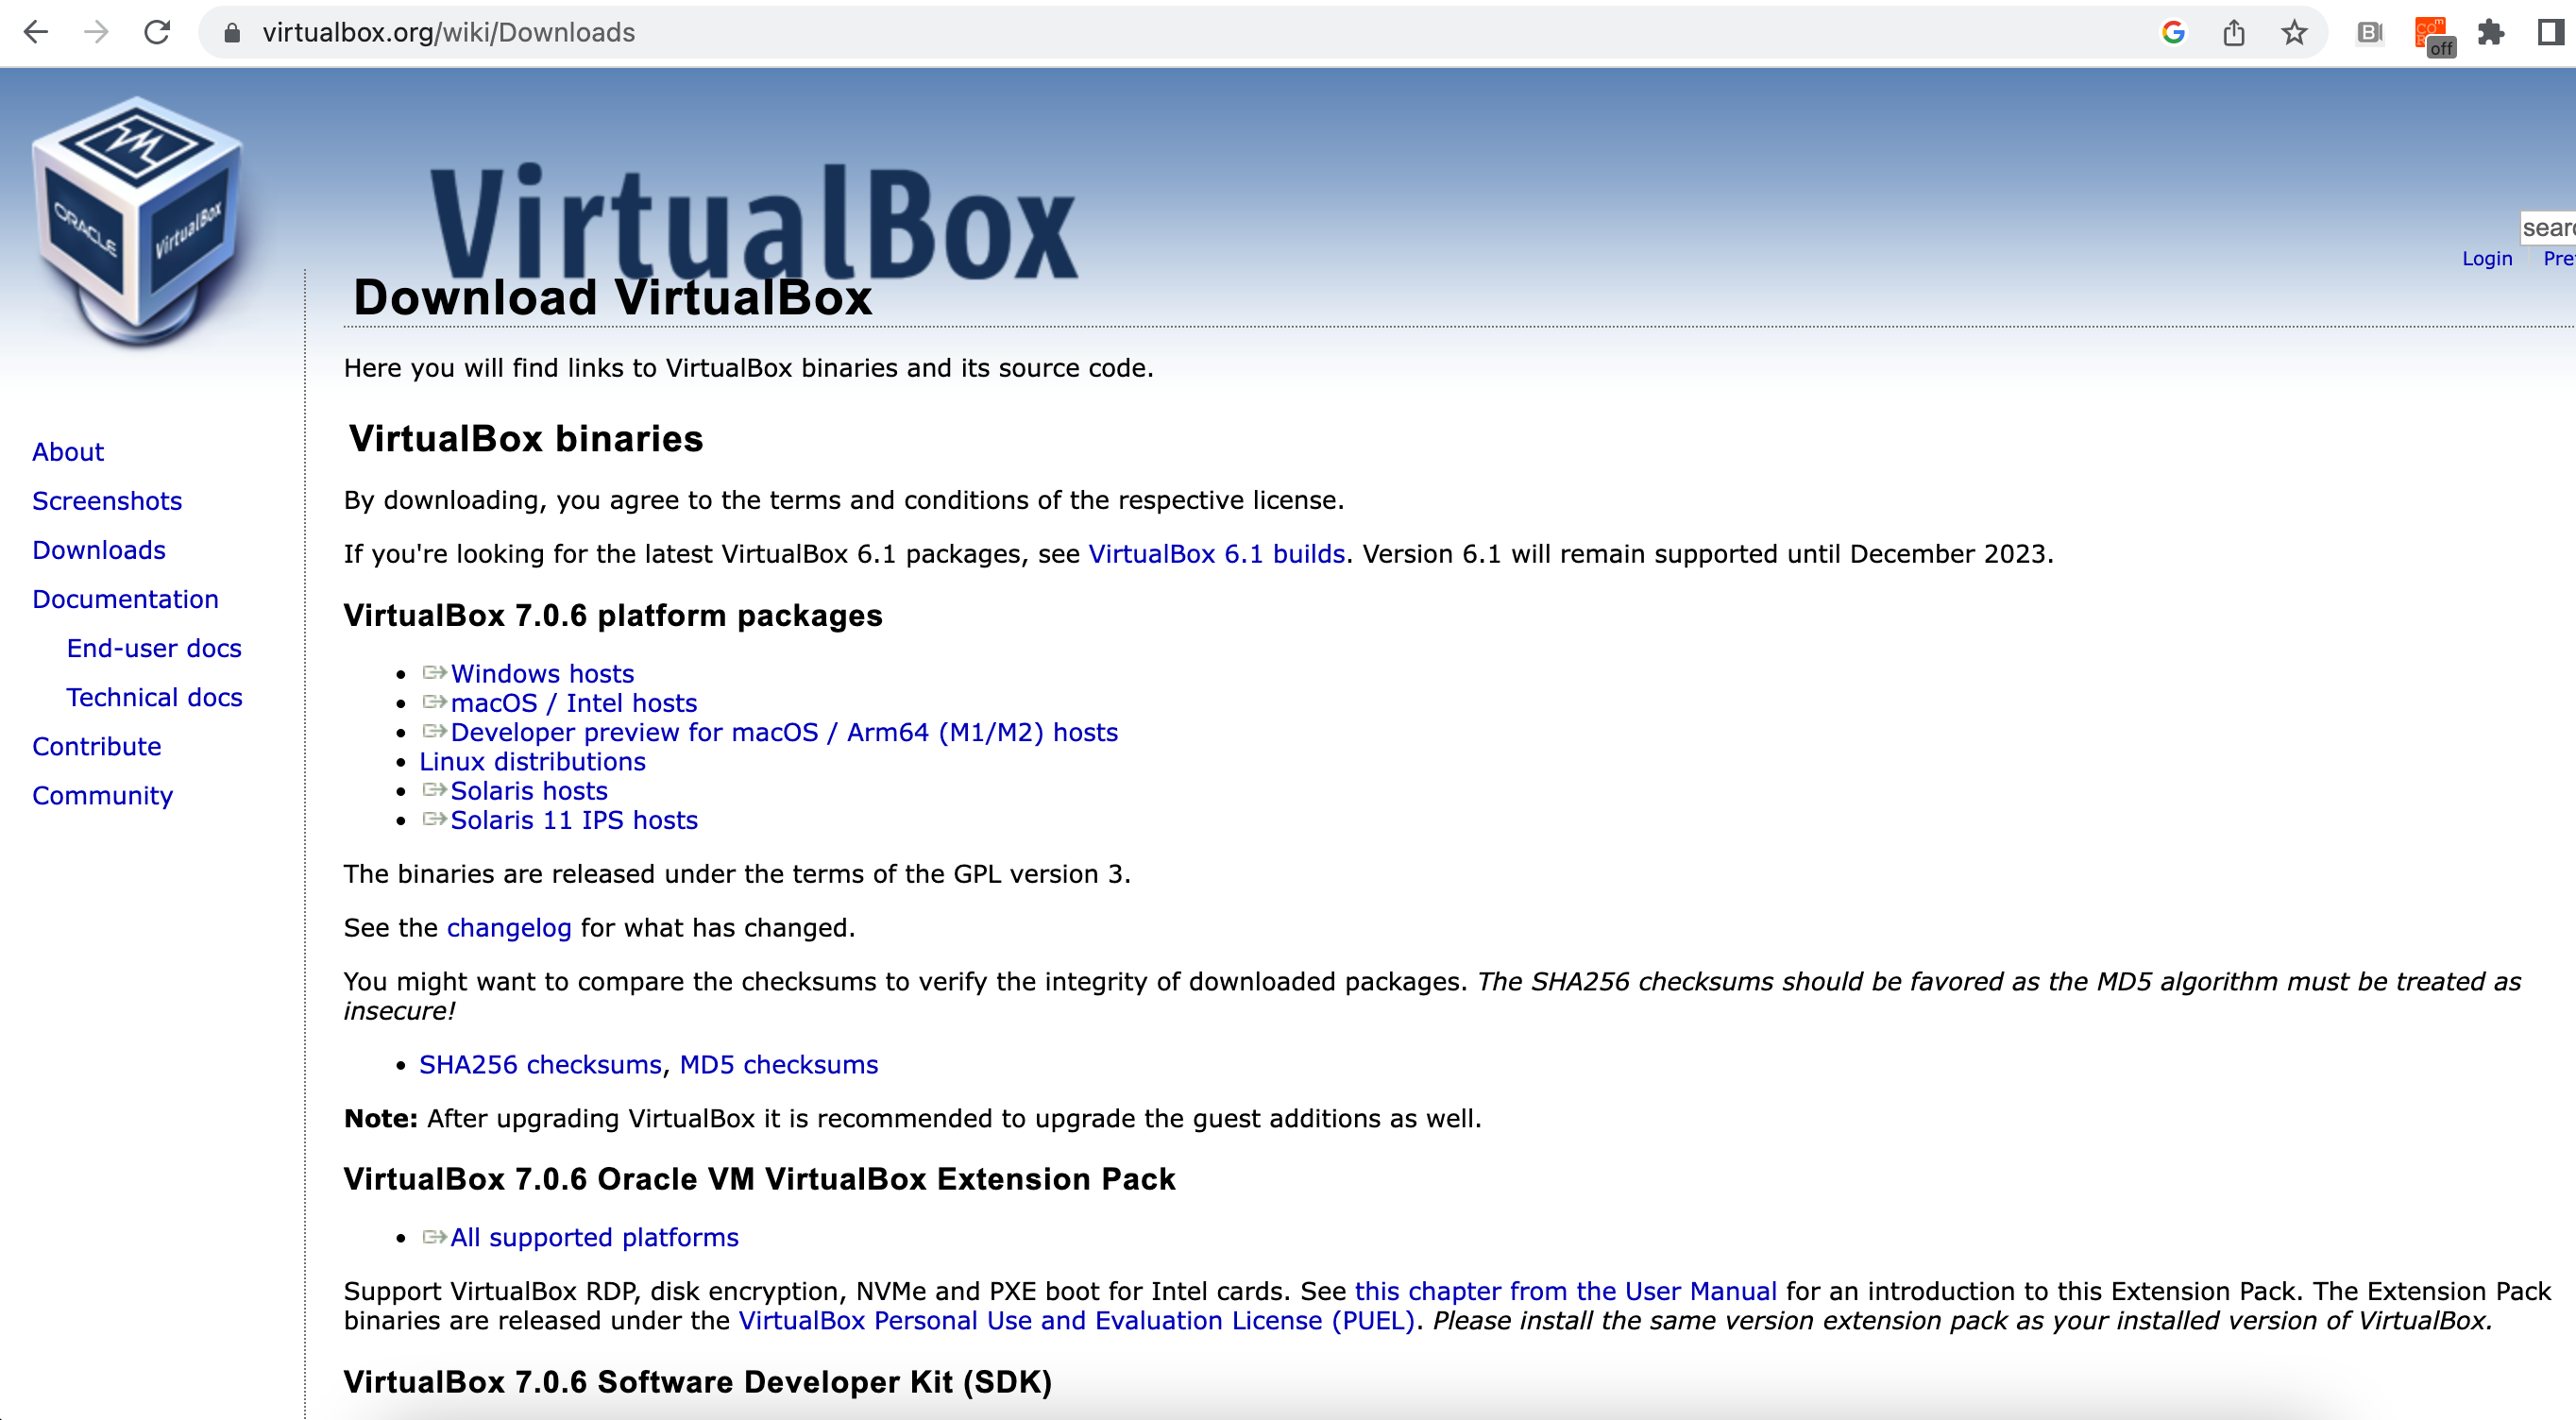 virtualbox.org/wiki/Downloads
off
ORACLE
VirtualBox
VirtualBox
Login
Download VirtualBox
Here you will find links to VirtualBox binaries and its source code.
About
Screenshots
Downloads
Documentation
End-user docs
Technical docs
Contribute
Community
VirtualBox binaries
By downloading, you agree to the terms and conditions of the respective license.
If you're looking for the latest VirtualBox 6.1 packages, see VirtualBox 6.1 builds. Version 6.1 will remain supported until December 2023.
VirtualBox 7.0.6 platform packages
Windows hosts
macOS / Intel hosts
Developer preview for macOS / Arm64 (M1/M2) hosts
Linux distributions
Solaris hosts
Solaris 11 IPS hosts
The binaries are released under the terms of the GPL version 3.
See the changelog for what has changed.
You might want to compare the checksums to verify the integrity of downloaded packages. The SHA256 checksums should be favored as the MD5 algorithm must be treated as
insecure!
SHA256 checksums, MD5 checksums
Note: After upgrading VirtualBox it is recommended to upgrade the guest additions as well.
VirtualBox 7.0.6 Oracle VM VirtualBox Extension Pack
All supported platforms
Support VirtualBox RDP, disk encryption, NVMe and PXE boot for Intel cards. See this chapter from the User Manual for an introduction to this Extension Pack. The Extension Pack
binaries are released under the VirtualBox Personal Use and Evaluation License (PUEL). Please install the same version extension pack as your installed version of VirtualBox.
VirtualBox 7.0.6 Software Developer Kit (SDK)